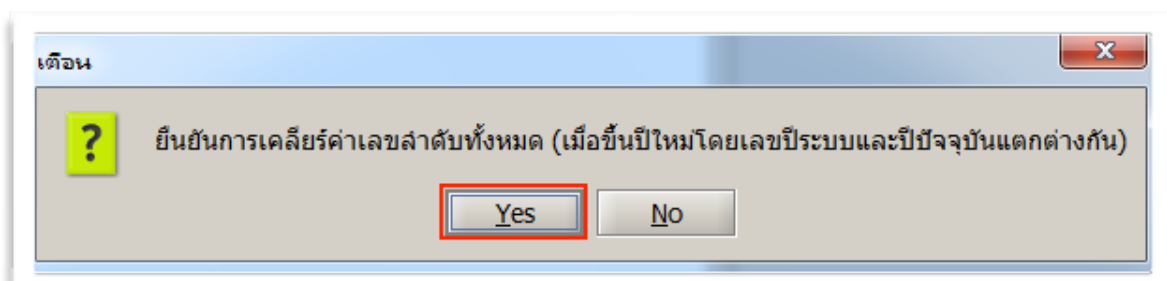 เตือน
ยืนยันการเคลียร์ค่าเลขลำดับทั้งหมด (เมื่อขึ้นปีใหม่โดยเลขปีระบบและปีปัจจุบันแตกต่างกัน)
Yes No